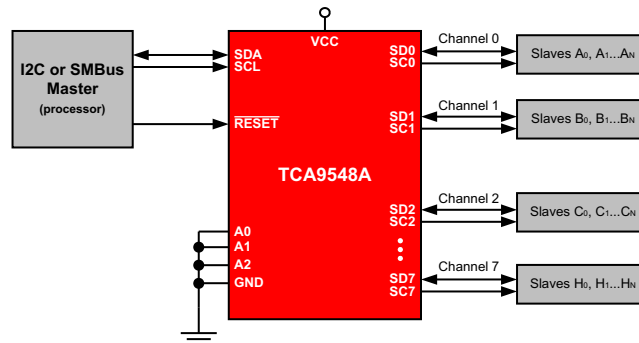 VCC
I2C or SMBus
Master
(processor)
SDA
SCL
RESET
TCA9548A
A0
A1
A2
GND
SD0
SC0
Channel 0
Slaves A0, A1...AN
SD1
SC1
Channel 1
Slaves B0, B1...BN
SD2
SC2
Channel 2
Slaves C0, C1...CN
SD7
SC7
Channel 7
Slaves H0, H1...HN